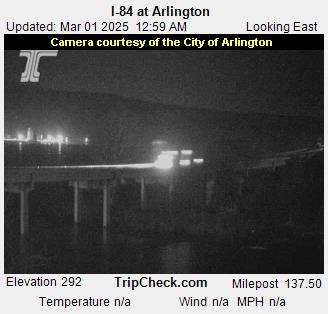 I-84 at Arlington
Updated: Mar 01 2025 12:59 AM Looking East
Camera courtesy of the City of Arlington
Elevation 292 TripCheck.com Milepost 137.50
Temperature n/a Wind n/a MPH n/a